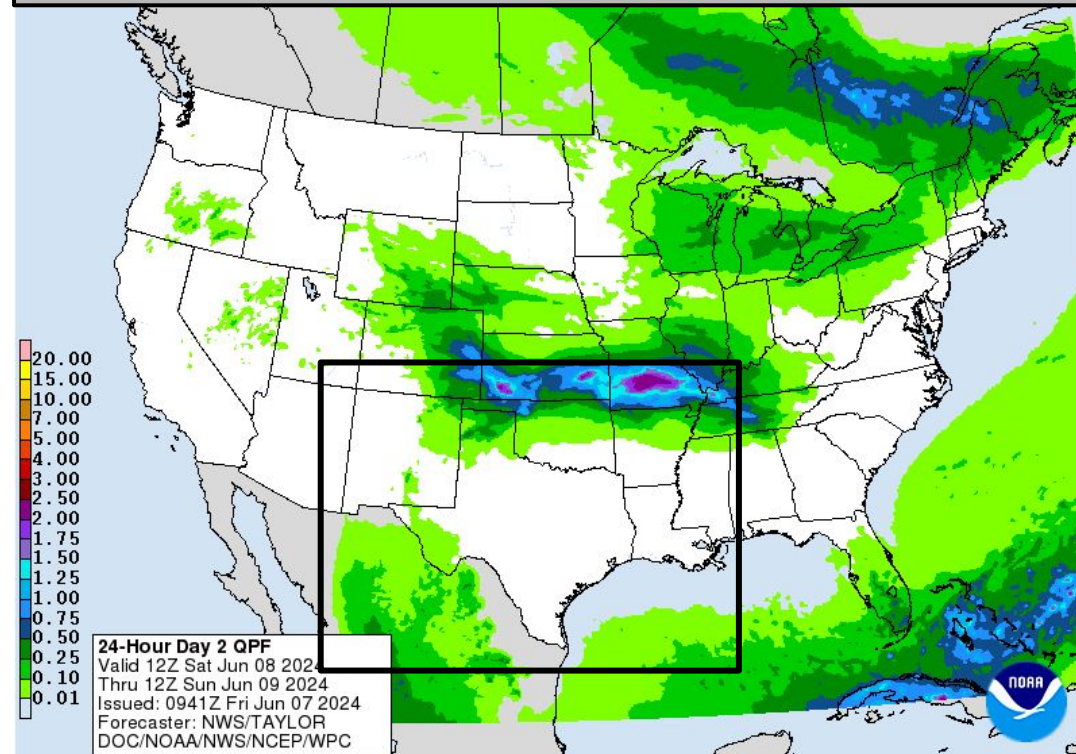 20.00
15.00
10.00
7.00
5.00
4.00
3.00
2.50
2.00
1.75
1.50
1.25
1.00
0.75
0.50
0.25
0.10
0.01
24-Hour Day 2 QPF
Valid 12Z Sat Jun 08 2024
Thru 12Z Sun Jun 09 2024
Issued: 0941Z Fri Jun 07 2024
Forecaster: NWS/TAYLOR
DOC/NOAA/NWS/NCEP/WPC
NOAA